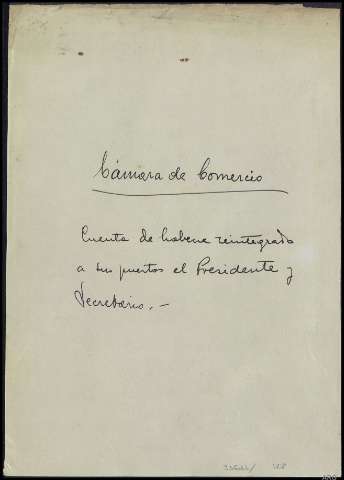 Cámara de Comercio
Cuenta de haberse reintegrado
a sus puestos el Presidente y
Secretario.-